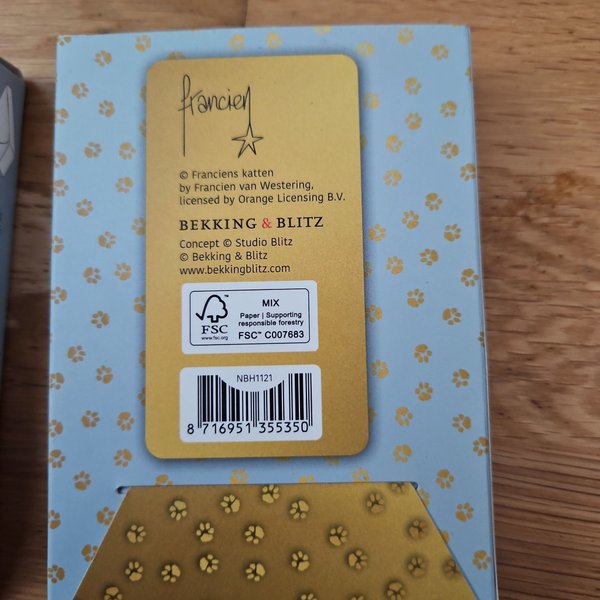 francien
© Franciens katten
by Francien van Westering,
licensed by Orange Licensing B.V.
BEKKING & BLITZ
Concept © Studio Blitz
© Bekking & Blitz
www.bekkingblitz.com
FSC
www.fsc.org
MIX
Paper | Supporting
responsible forestry
FSC™ C007683
NBH1121
8 716951 355350